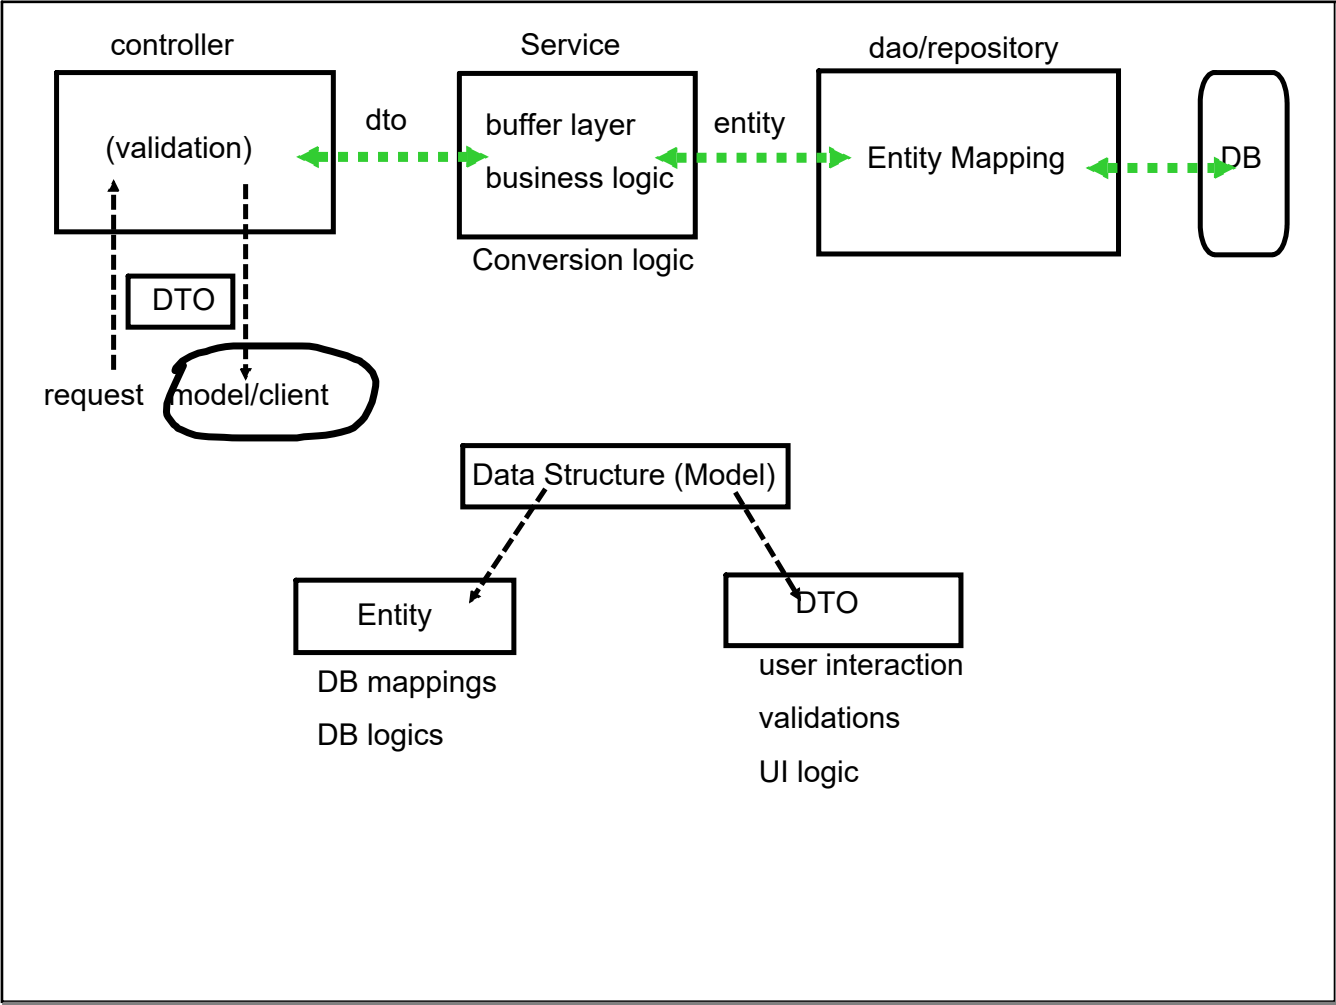 controller
Service
dao/repository
(validation)
dto
buffer layer
business logic
entity
Entity Mapping
DB
Conversion logic
DTO
request
model/client
Data Structure (Model)
Entity
DTO
DB mappings
DB logics
user interaction
validations
UI logic